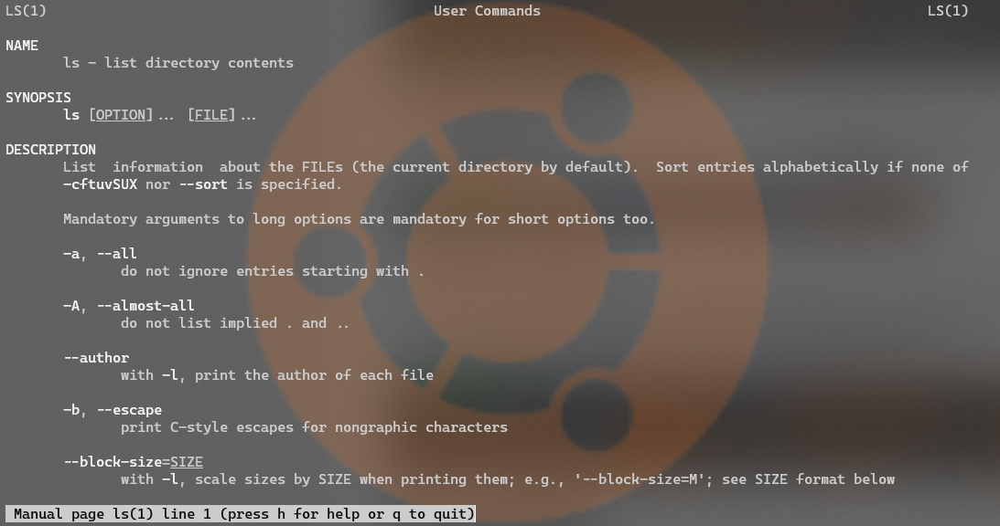 LS(1) User Commands LS(1)
NAME
ls - list directory contents
SYNOPSIS
ls [OPTION]... [FILE]...
DESCRIPTION
List information about the FILEs (the current directory by default). Sort entries alphabetically if none of
-cftuvSUX nor --sort is specified.
Mandatory arguments to long options are mandatory for short options too.
-a, --all
do not ignore entries starting with .
-A, --almost-all
do not list implied . and ..
--author
with -l, print the author of each file
-b, --escape
print C-style escapes for nongraphic characters
--block-size=SIZE
with -l, scale sizes by SIZE when printing them; e.g., '--block-size=M'; see SIZE format below
Manual page ls(1) line 1 (press h for help or q to quit)